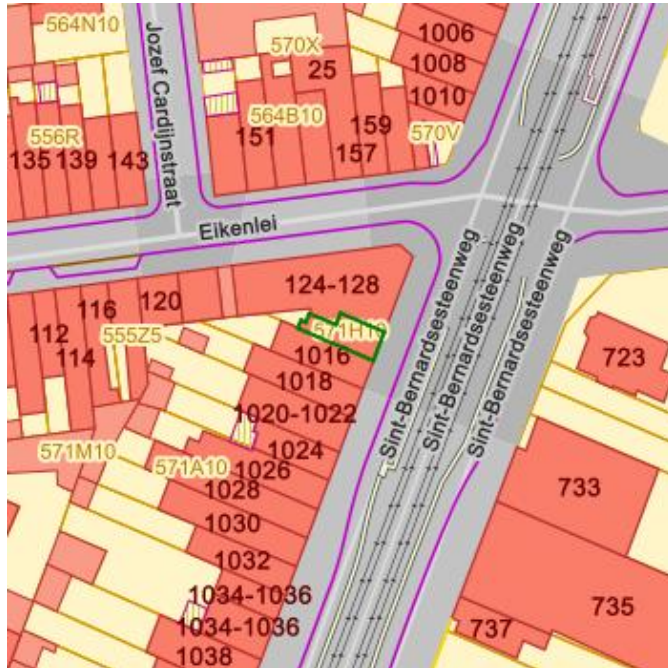 564N10
570X
1006
1008
1010
25
564B10
570V
556R
135
139
143
151
157
159
Jozef Cardijnstraat
Eikenlei
Sint-Bernardsesteenweg
Sint-Bernardsesteenweg
Sint-Bernardsesteenweg
124-128
571H10
112
114
116
120
555Z5
1016
1018
1020-1022
1024
1026
1028
1030
1032
1034-1036
1034-1036
1038
571M10
571A10
723
733
735
737